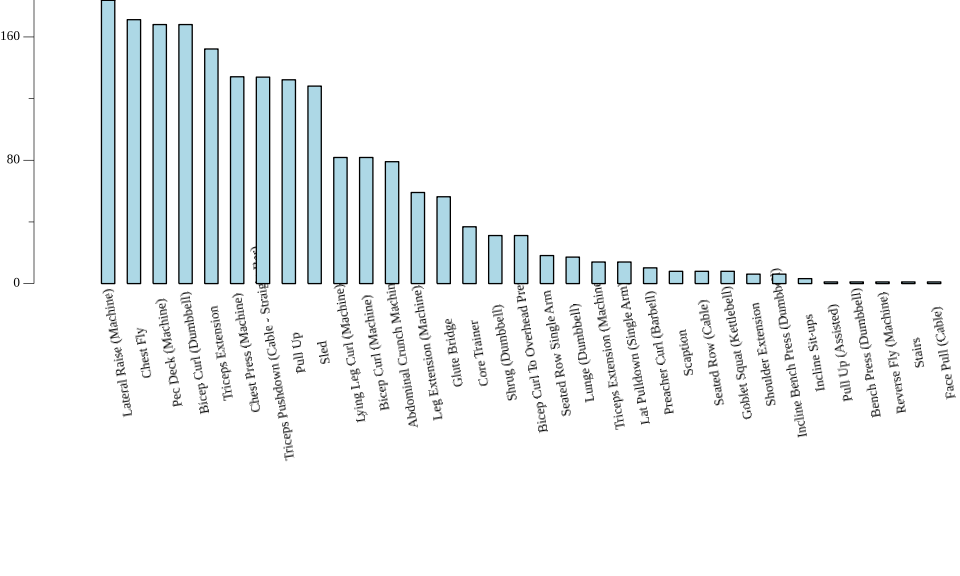 160
80
0
Lateral Raise (Machine)
Chest Fly
Pec Deck (Machine)
Bicep Curl (Dumbbell)
Triceps Extension
Chest Press (Machine)
Triceps Pushdown (Cable - Straig
Pull Up
Sled
Lying Leg Curl (Machine)
Bicep Curl (Machine)
Abdominal Crunch Machin
Leg Extension (Machine)
Glute Bridge
Core Trainer
Shrug (Dumbbell)
Bicep Curl To Overhead Pre
Seated Row Single Arm
Lunge (Dumbbell)
Triceps Extension (Machine
Lat Pulldown (Single Arm)
Preacher Curl (Barbell)
Scaption
Seated Row (Cable)
Goblet Squat (Kettlebell)
Shoulder Extension
Incline Bench Press (Dumbbell)
Incline Sit-ups
Pull Up (Assisted)
Bench Press (Dumbbell)
Reverse Fly (Machine)
Stairs
Face Pull (Cable)